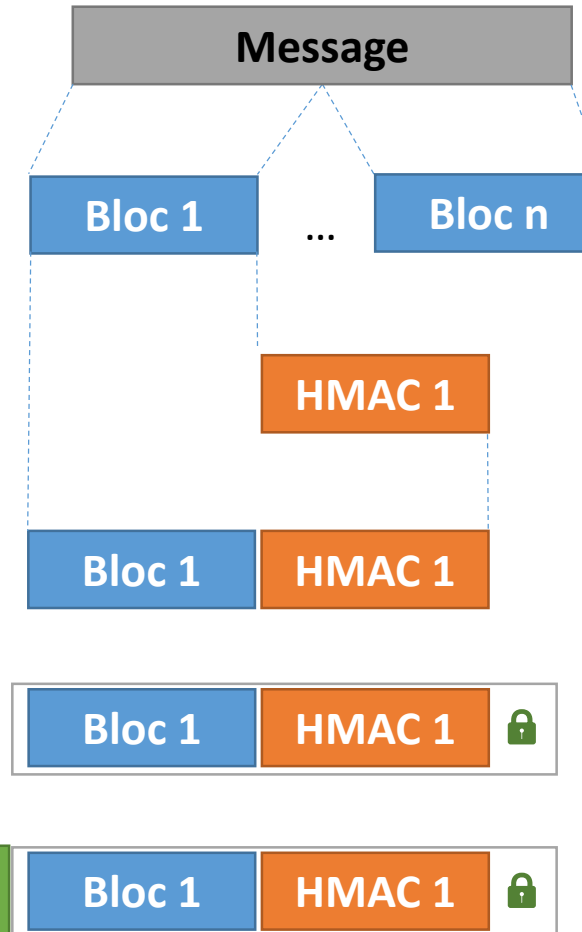 Message
Bloc 1 ... Bloc n
HMAC 1
Bloc 1 HMAC 1
Bloc 1 HMAC 1
Bloc 1 HMAC 1